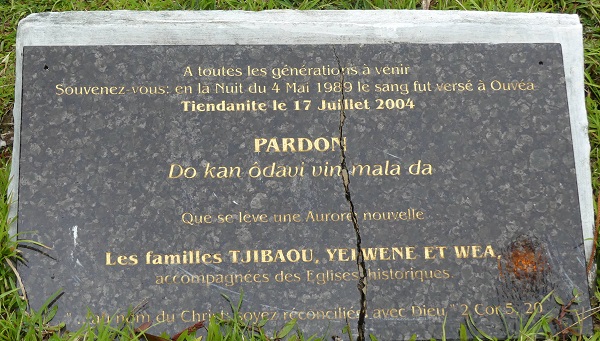 A toutes les générations à venir
Souvenez-vous: en la Nuit du 4 Mai 1989 le sang fut versé à Ouvéa
Tiendanite le 17 Juillet 2004
PARDON
Do kan ôdavi vin mala da
Que se lève une Aurore nouvelle
Les familles TJIBAOU, YEIWENE ET WEA,
accompagnées des Eglises historiques
"...au nom du Christ soyez réconcilié avec Dieu" 2 Cor 5, 20